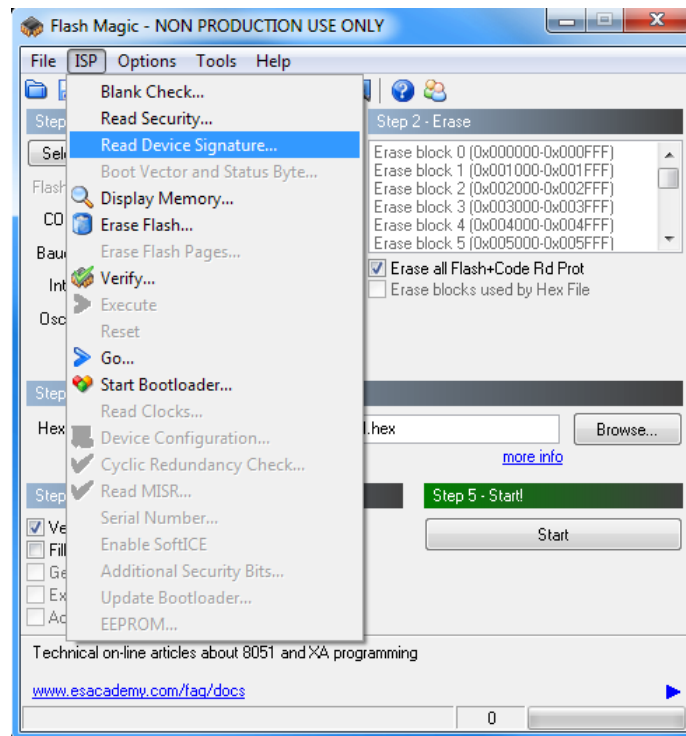 Flash Magic - NON PRODUCTION USE ONLY
File ISP Options Tools Help
Blank Check...
Read Security...
Read Device Signature...
Boot Vector and Status Byte...
Display Memory...
Erase Flash...
Erase Flash Pages...
Verify...
Execute
Reset
Go...
Start Bootloader...
Read Clocks...
Device Configuration...
Cyclic Redundancy Check...
Read MISR...
Serial Number...
Enable SoftICE
Additional Security Bits...
Update Bootloader...
EEPROM...
Step
Flash
CO
Int
Osc
Step 2 - Erase
Erase block 0 (0x000000-0x000FFF)
Erase block 1 (0x001000-0x001FFF)
Erase block 2 (0x002000-0x002FFF)
Erase block 3 (0x003000-0x003FFF)
Erase block 4 (0x004000-0x004FFF)
Erase block 5 (0x005000-0x005FFF)
Erase all Flash+Code Rd Prot
Erase blocks used by Hex File
Step
Hex
.hex
Browse...
more info
Step
Ve
Fill
Ge
Ex
Step 5 - Start!
Start
Technical on-line articles about 8051 and XA programming
www.esacademy.com/faq/docs
0